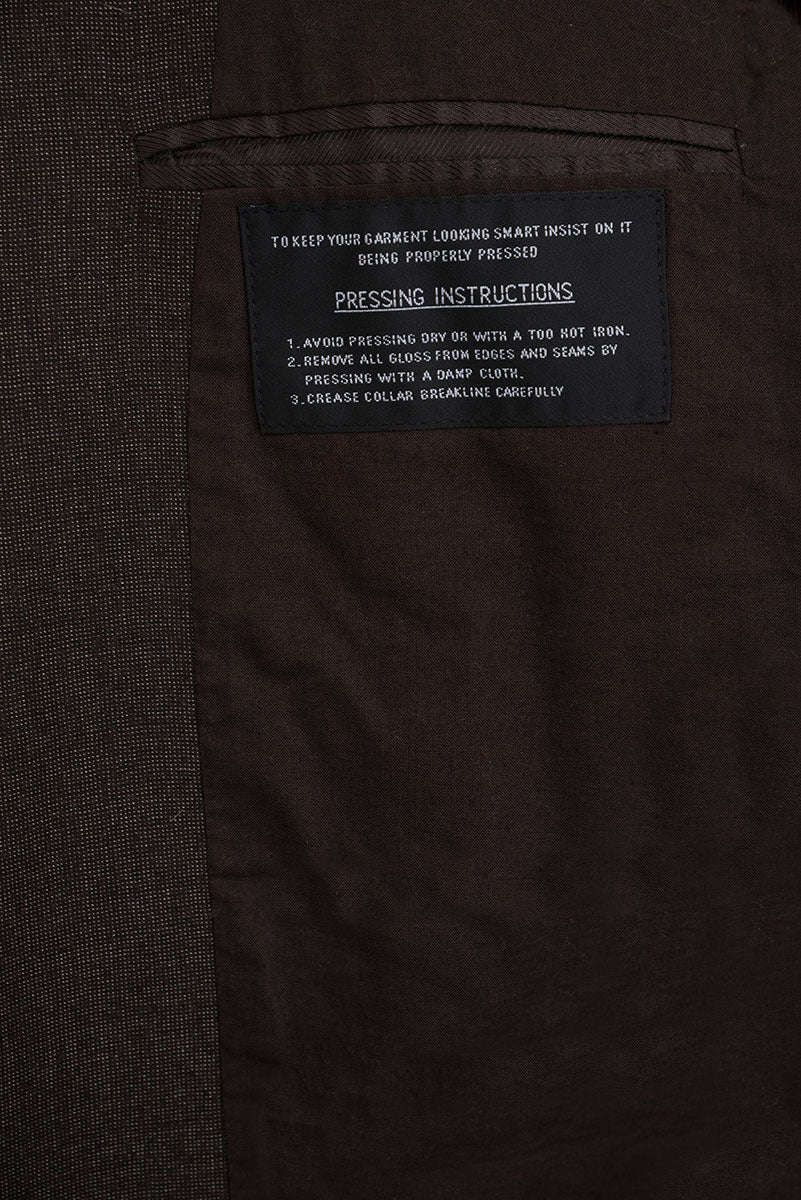 TO KEEP YOUR GARMENT LOOKING SMART INSIST ON IT
BEING PROPERLY PRESSED
PRESSING INSTRUCTIONS
1. AVOID PRESSING DRY OR WITH A TOO HOT IRON.
2. REMOVE ALL GLOSS FROM EDGES AND SEAMS BY
PRESSING WITH A DAMP CLOTH.
3. CREASE COLLAR BREAKLINE CAREFULLY